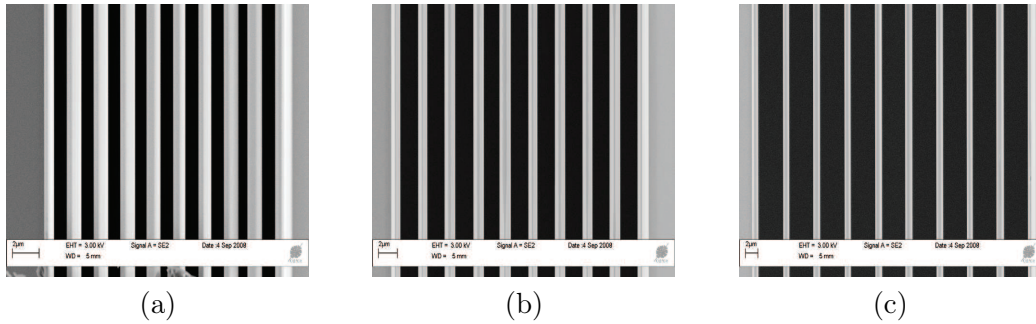 2µm EHT = 3.00 kV Signal A = SE2 Date :4 Sep 2008
WD = 5 mm
2µm EHT = 3.00 kV Signal A = SE2 Date :4 Sep 2008
WD = 5 mm
2µm EHT = 3.00 kV Signal A = SE2 Date :4 Sep 2008
WD = 5 mm
(a) (b) (c)